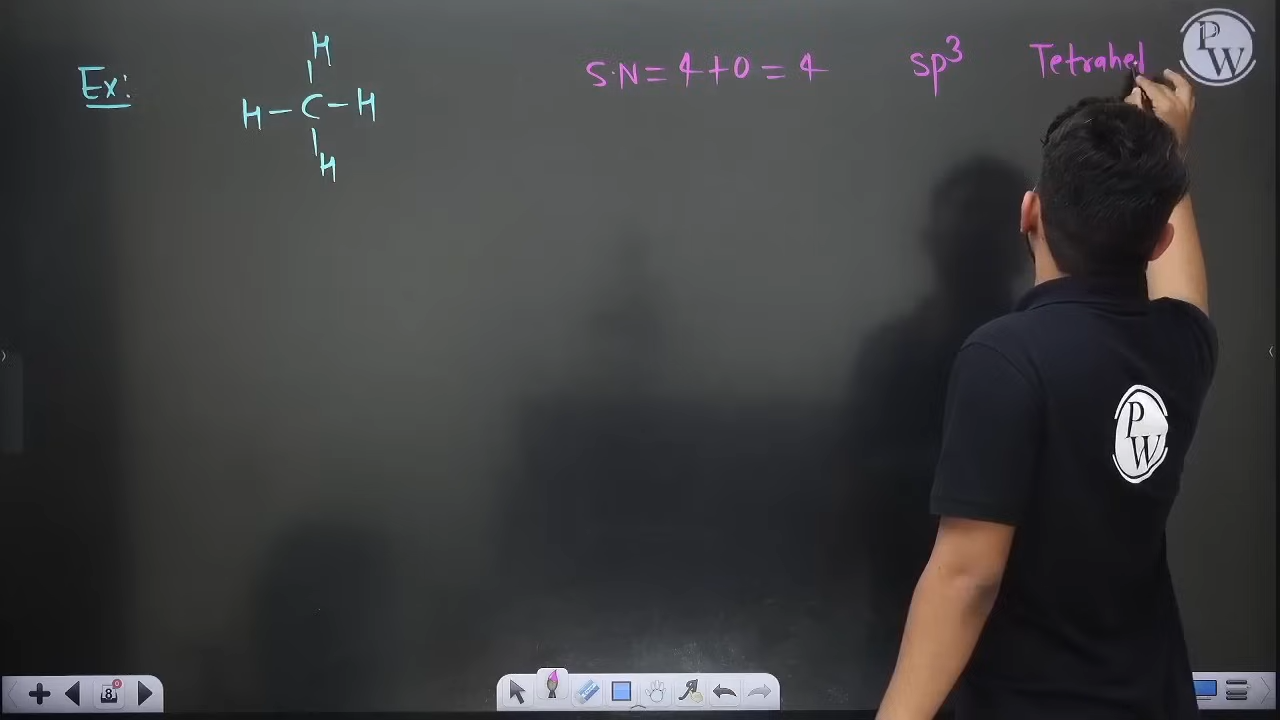 Ex:
H
H – C – H
H
S.N = 4 + 0 = 4
sp³
Tetrahed
PW
PW
8